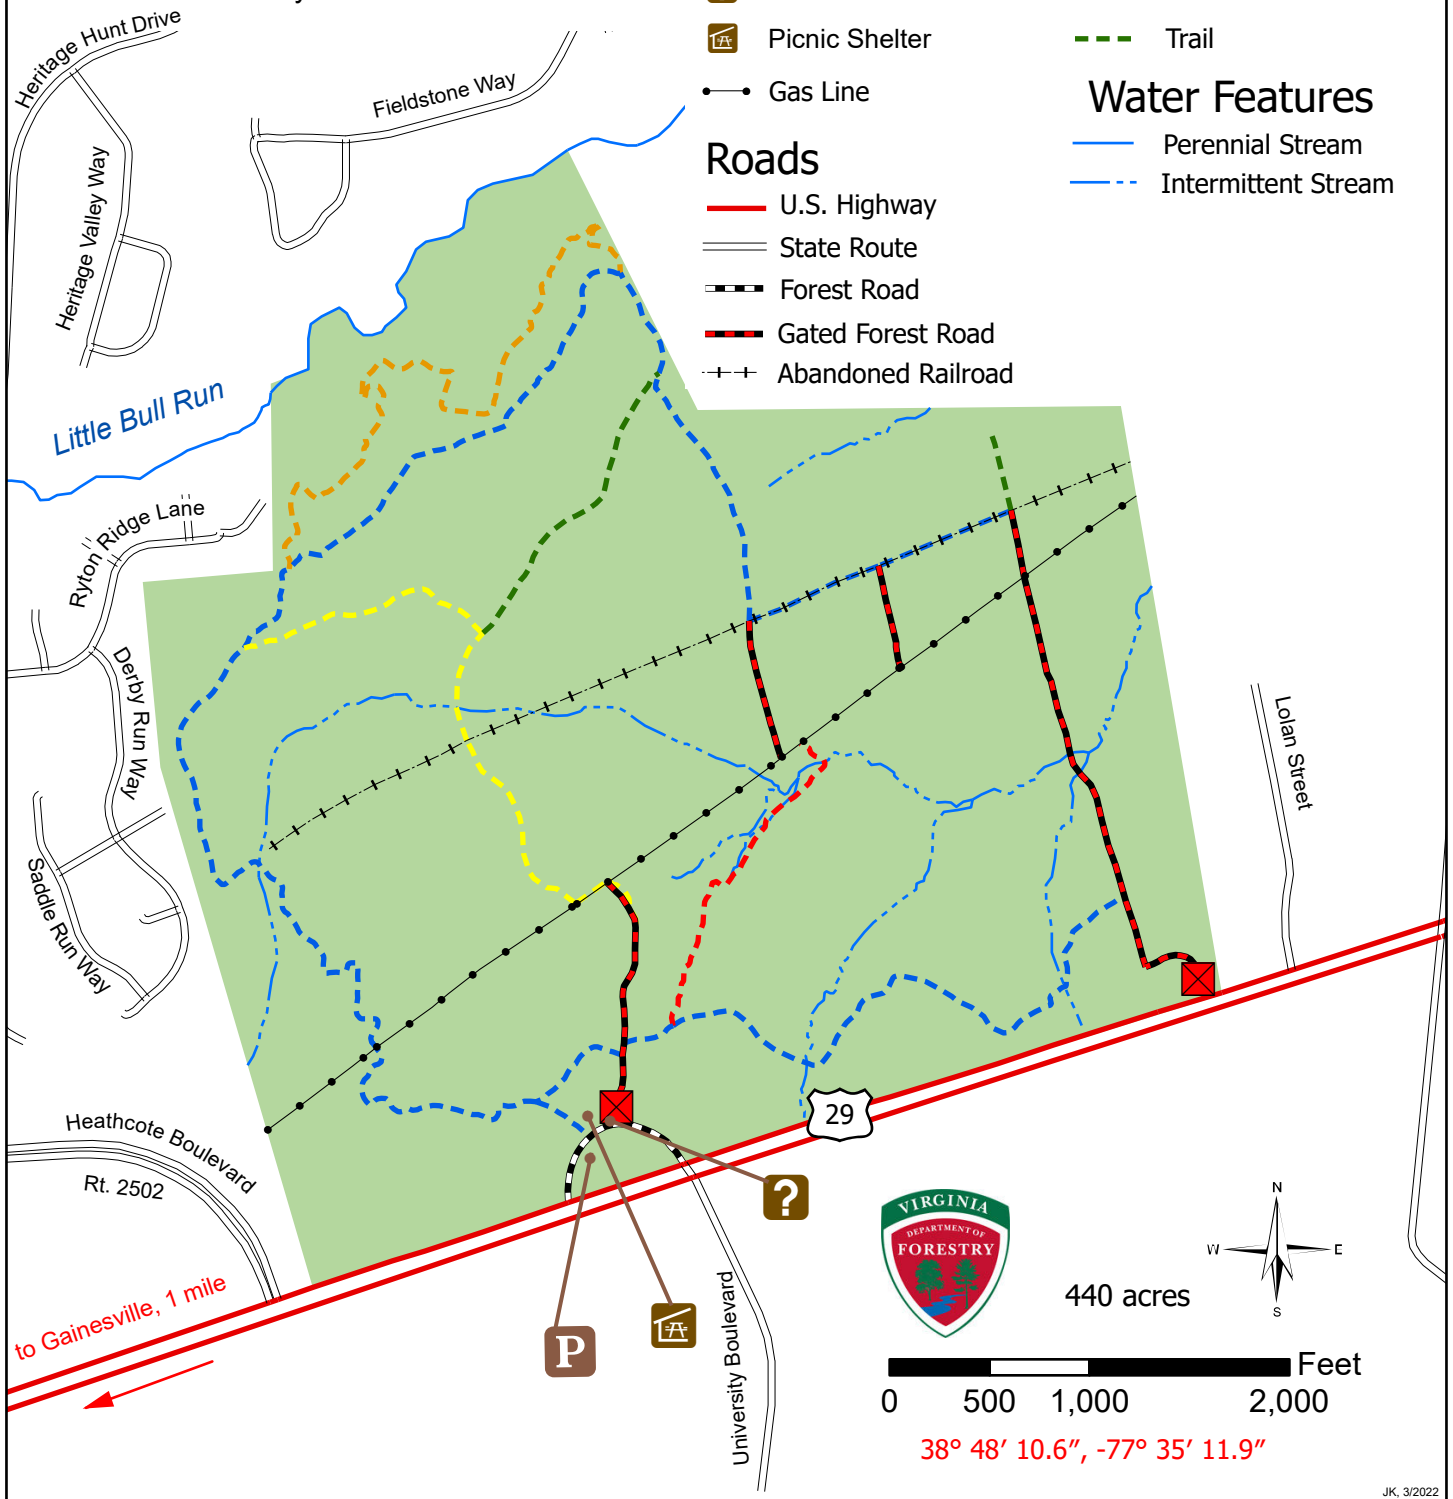 Picnic Shelter
Gas Line
Trail
Water Features
Perennial Stream
Intermittent Stream
Roads
U.S. Highway
State Route
Forest Road
Gated Forest Road
Abandoned Railroad
Heritage Hunt Drive
Fieldstone Way
Heritage Valley Way
Little Bull Run
Ryton Ridge Lane
Derby Run Way
Saddle Run Way
Lolan Street
Heathcote Boulevard
Rt. 2502
29
to Gainesville, 1 mile
?
P
University Boulevard
VIRGINIA
DEPARTMENT OF
FORESTRY
N
W E
S
440 acres
Feet
0 500 1,000 2,000
38° 48′ 10.6″, -77° 35′ 11.9″
JK, 3/2022